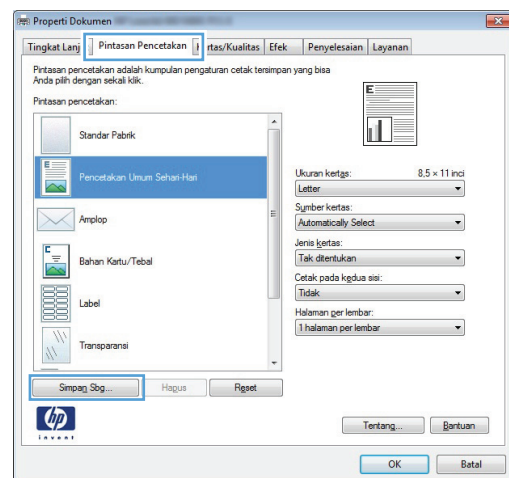 Properti Dokumen
Tingkat Lanj Pintasan Pencetakan rtas/Kualitas Efek Penyelesaian Layanan
Pintasan pencetakan adalah kumpulan pengaturan cetak tersimpan yang bisa
Anda pilih dengan sekali klik.
Pintasan pencetakan:
Standar Pabrik
Pencetakan Umum Sehari-Hari
Amplop
Bahan Kartu/Tebal
Label
Transparansi
Simpan Sbg...
Hapus
Reset
E
Ukuran kertas: 8,5 × 11 inci
Letter
Sumber kertas:
Automatically Select
Jenis kertas:
Tak ditentukan
Cetak pada kedua sisi:
Tidak
Halaman per lembar:
1 halaman per lembar
hp
invent
Tentang...
Bantuan
OK
Batal